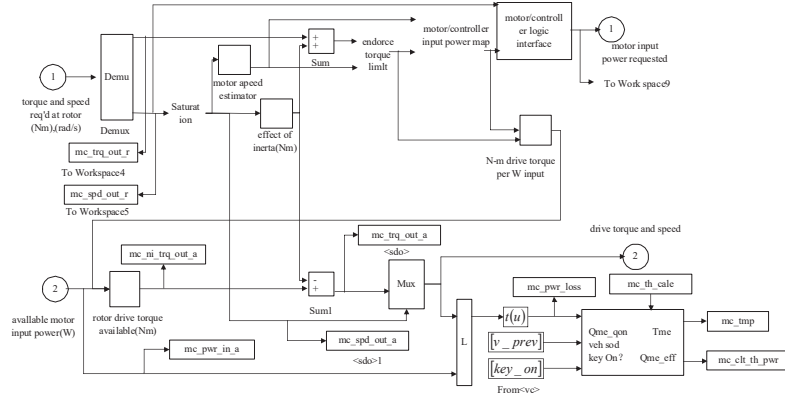 1
torque and speed
req'd at rotor
(Nm),(rad/s)
Demu
Demux
mc_trq_out_r
To Workspace4
mc_spd_out_r
To Workspace5
Saturat
ion
motor apeed
estimator
effect of
inerta(Nm)
+
+
Sum
endorce
torque
limlt
motor/controller
input power map
motor/controll
er logic
interface
1
motor input
power requested
To Work space9
N-m drive torque
per W input
2
available motor
input power(W)
mc_ni_trq_out_a
rotor drive torque
available(Nm)
mc_pwr_in_a
-
+
Sum1
mc_trq_out_a
<sdo>
Mux
mc_spd_out_a
<sdo>1
drive torque and speed
2
L
t(u)
mc_pwr_loss
[v_prev]
[key_on]
From<vc>
mc_th_cale
Qme_qon
veh sod
key On?
Tme
Qme_eff
mc_tmp
mc_clt_th_pwr